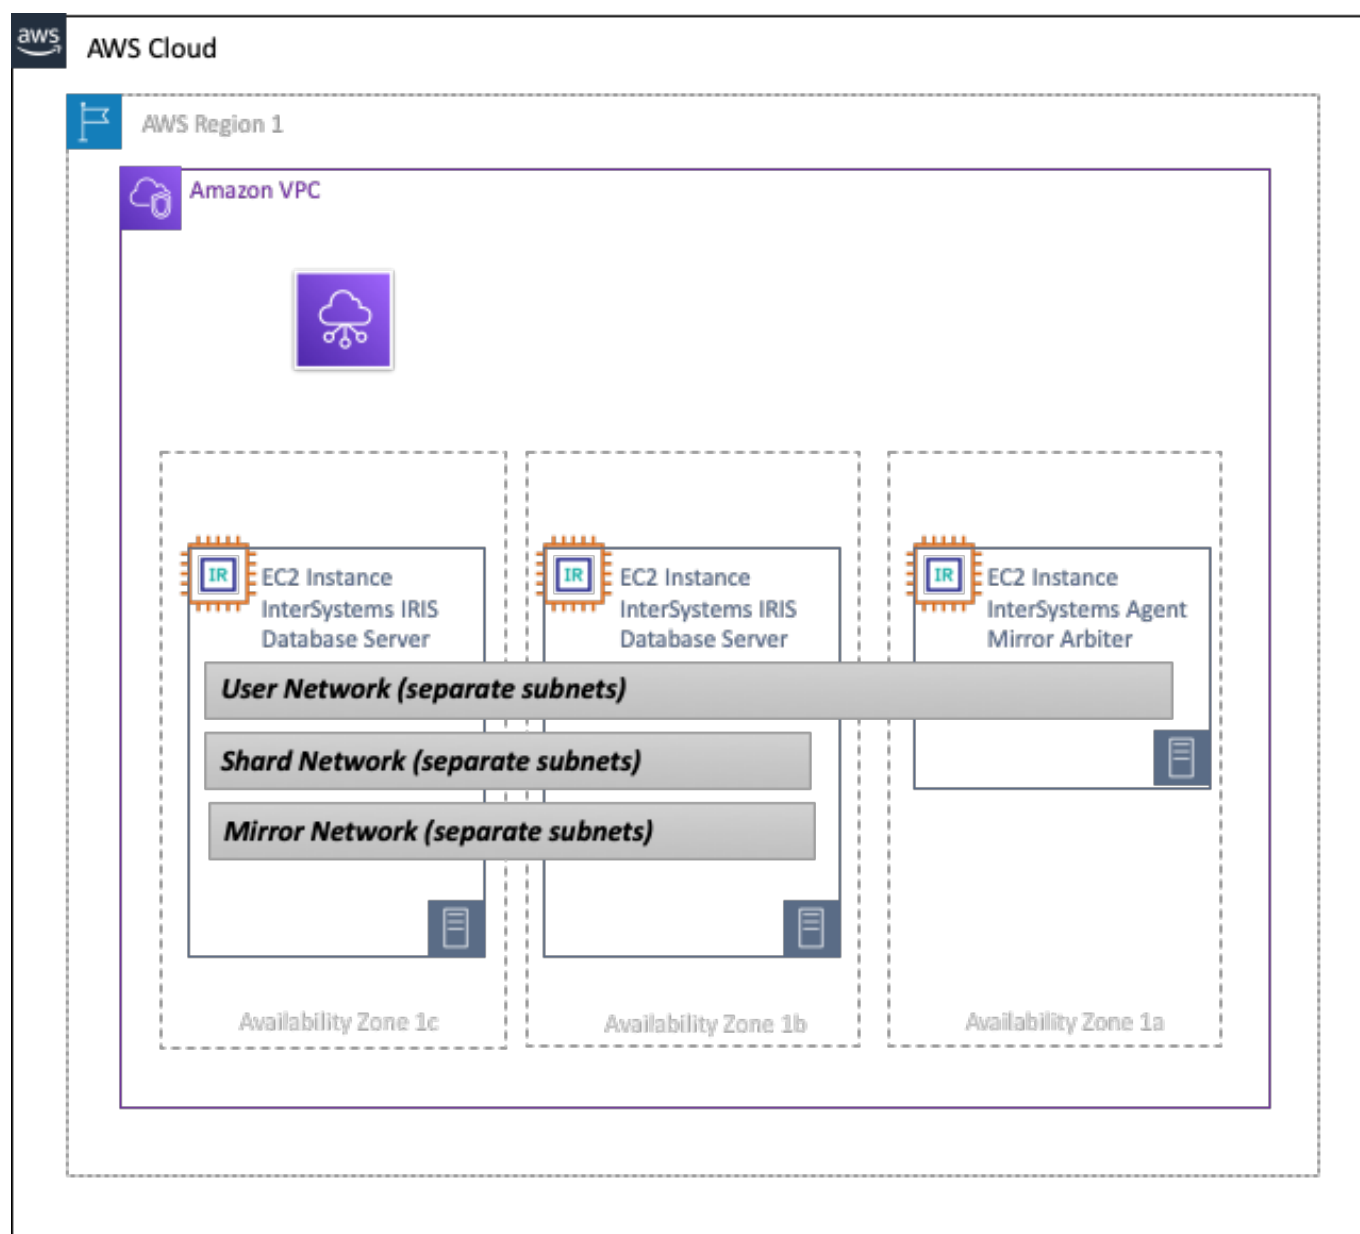 aws
AWS Cloud
AWS Region 1
Amazon VPC
IR
EC2 Instance
InterSystems IRIS
Database Server
IR
EC2 Instance
InterSystems IRIS
Database Server
IR
EC2 Instance
InterSystems Agent
Mirror Arbiter
User Network (separate subnets)
Shard Network (separate subnets)
Mirror Network (separate subnets)
Availability Zone 1c
Availability Zone 1b
Availability Zone 1a